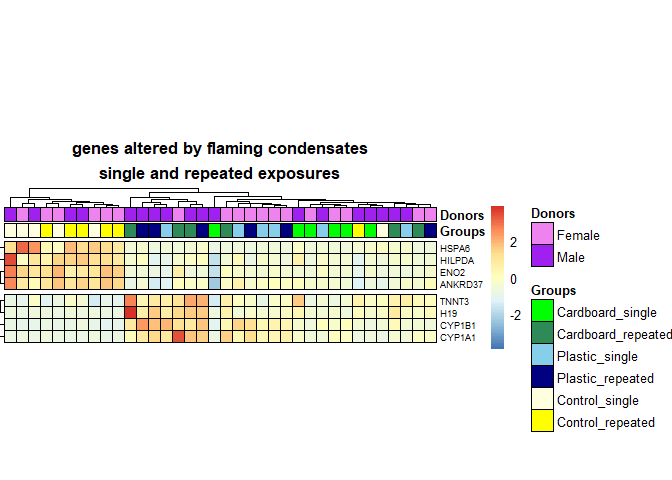 genes altered by flaming condensates
single and repeated exposures
Donors
Groups
HSPA6
HILPDA
ENO2
ANKRD37
TNNT3
H19
CYP1B1
CYP1A1
2
0
-2
Donors
Female
Male
Groups
Cardboard_single
Cardboard_repeated
Plastic_single
Plastic_repeated
Control_single
Control_repeated